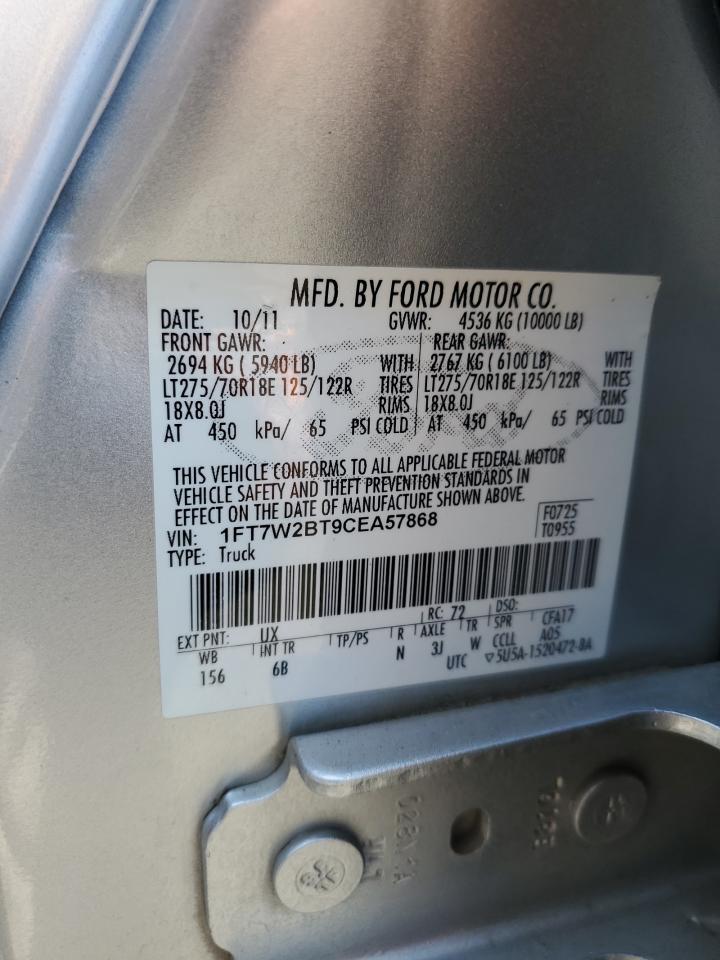 MFD. BY FORD MOTOR CO.
DATE: 10/11 GVWR: 4536 KG (10000 LB)
FRONT GAWR: REAR GAWR:
2694 KG ( 5940 LB) WITH 2767 KG ( 6100 LB) WITH
LT275/70R18E 125/122R TIRES LT275/70R18E 125/122R TIRES
18X8.0J RIMS 18X8.0J RIMS
AT 450 kPa/ 65 PSI COLD AT 450 kPa/ 65 PSI COLD
THIS VEHICLE CONFORMS TO ALL APPLICABLE FEDERAL MOTOR
VEHICLE SAFETY AND THEFT PREVENTION STANDARDS IN
EFFECT ON THE DATE OF MANUFACTURE SHOWN ABOVE.
VIN: 1FT7W2BT9CEA57868 F0725
TYPE: Truck T0955
EXT PNT: UX RC: 72 DSO:
WB INT TR TP/PS R AXLE TR SPR CFA17
156 6B N 3J W CCLL A05
UTC ▽5U5A-1520472-BA